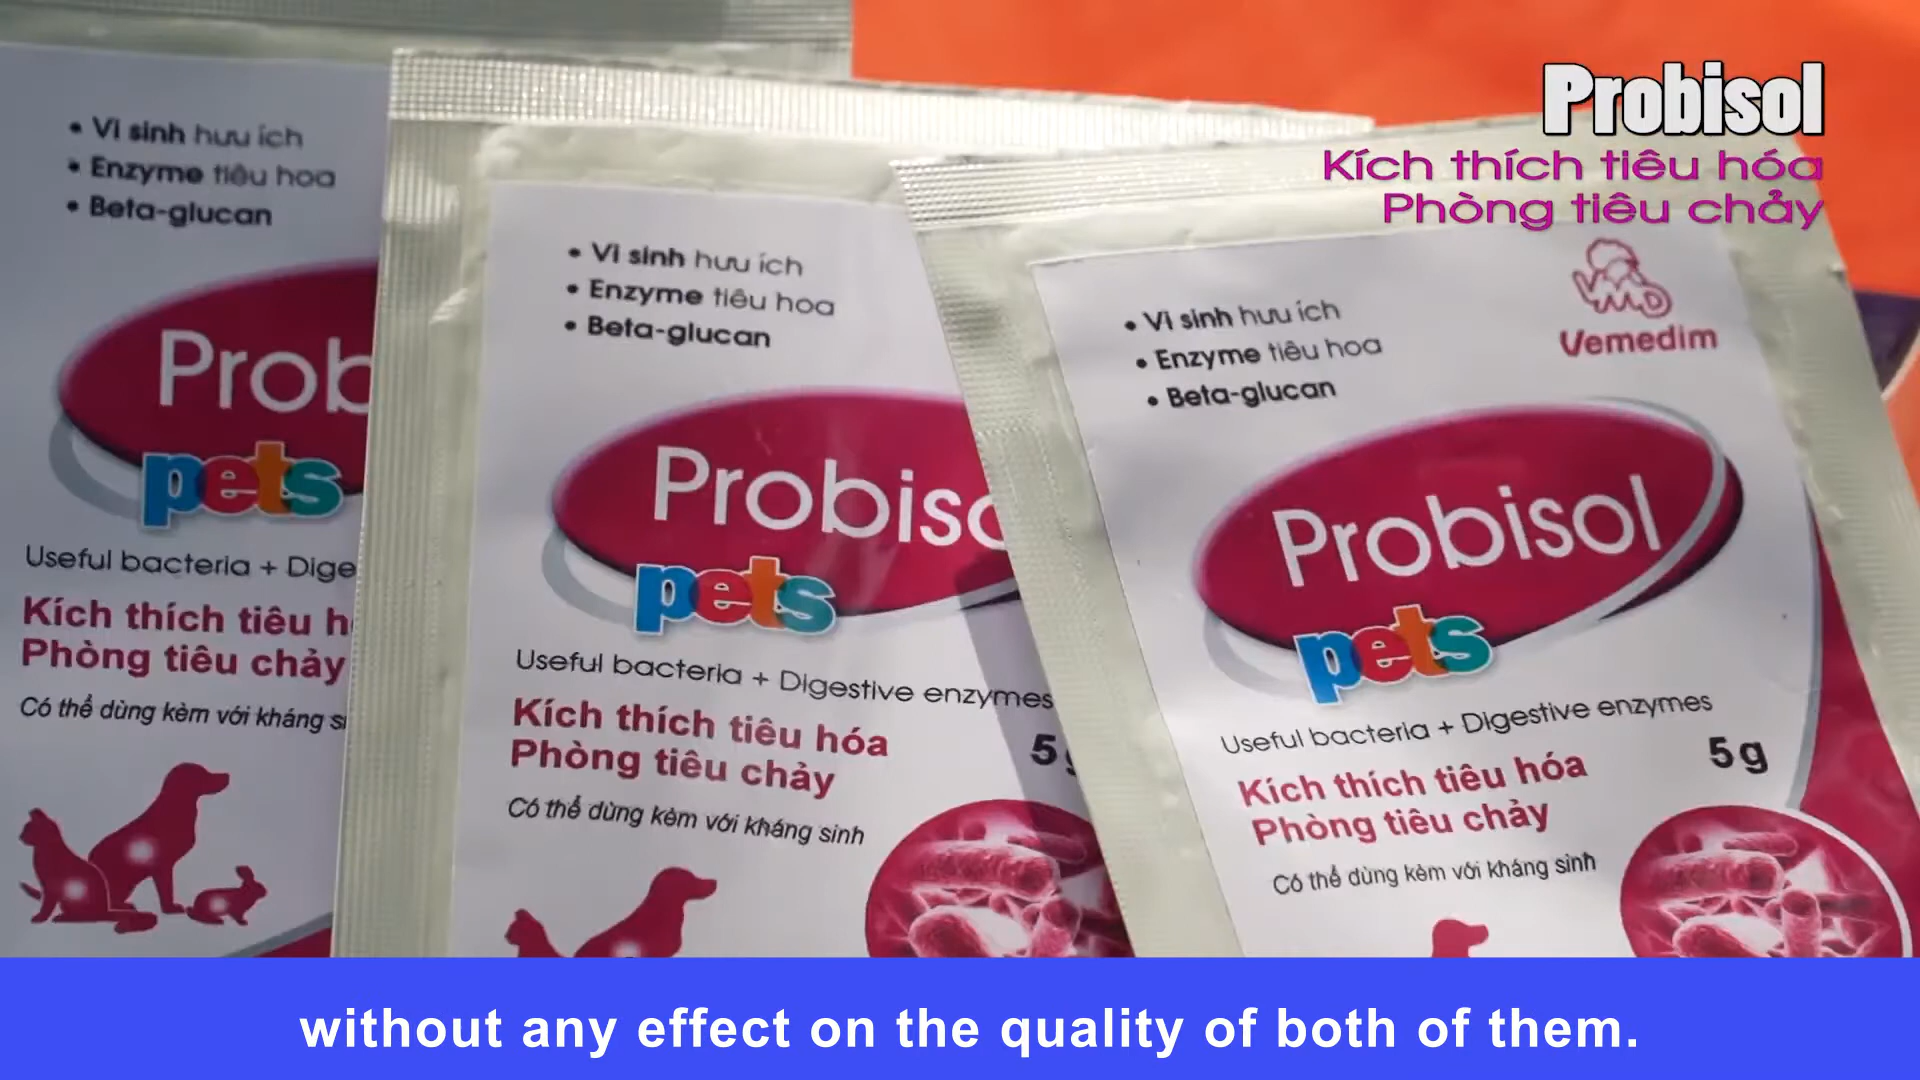 Probisol
Kích thích tiêu hóa
Phòng tiêu chảy
• Vi sinh hưu ích
• Enzyme tiêu hoa
• Beta-glucan
Prob
pets
Useful bacteria + Dige
Kích thích tiêu h
Phòng tiêu chảy
Có thể dùng kèm với kháng si
• Vi sinh hưu ích
• Enzyme tiêu hoa
• Beta-glucan
Probiso
pets
Useful bacteria + Digestive enzymes
Kích thích tiêu hóa
Phòng tiêu chảy
5g
Có thể dùng kèm với kháng sinh
VMD
Vemedim
• Vi sinh hưu ích
• Enzyme tiêu hoa
• Beta-glucan
Probisol
pets
Useful bacteria + Digestive enzymes
Kích thích tiêu hóa
Phòng tiêu chảy
5g
Có thể dùng kèm với kháng sinh
without any effect on the quality of both of them.